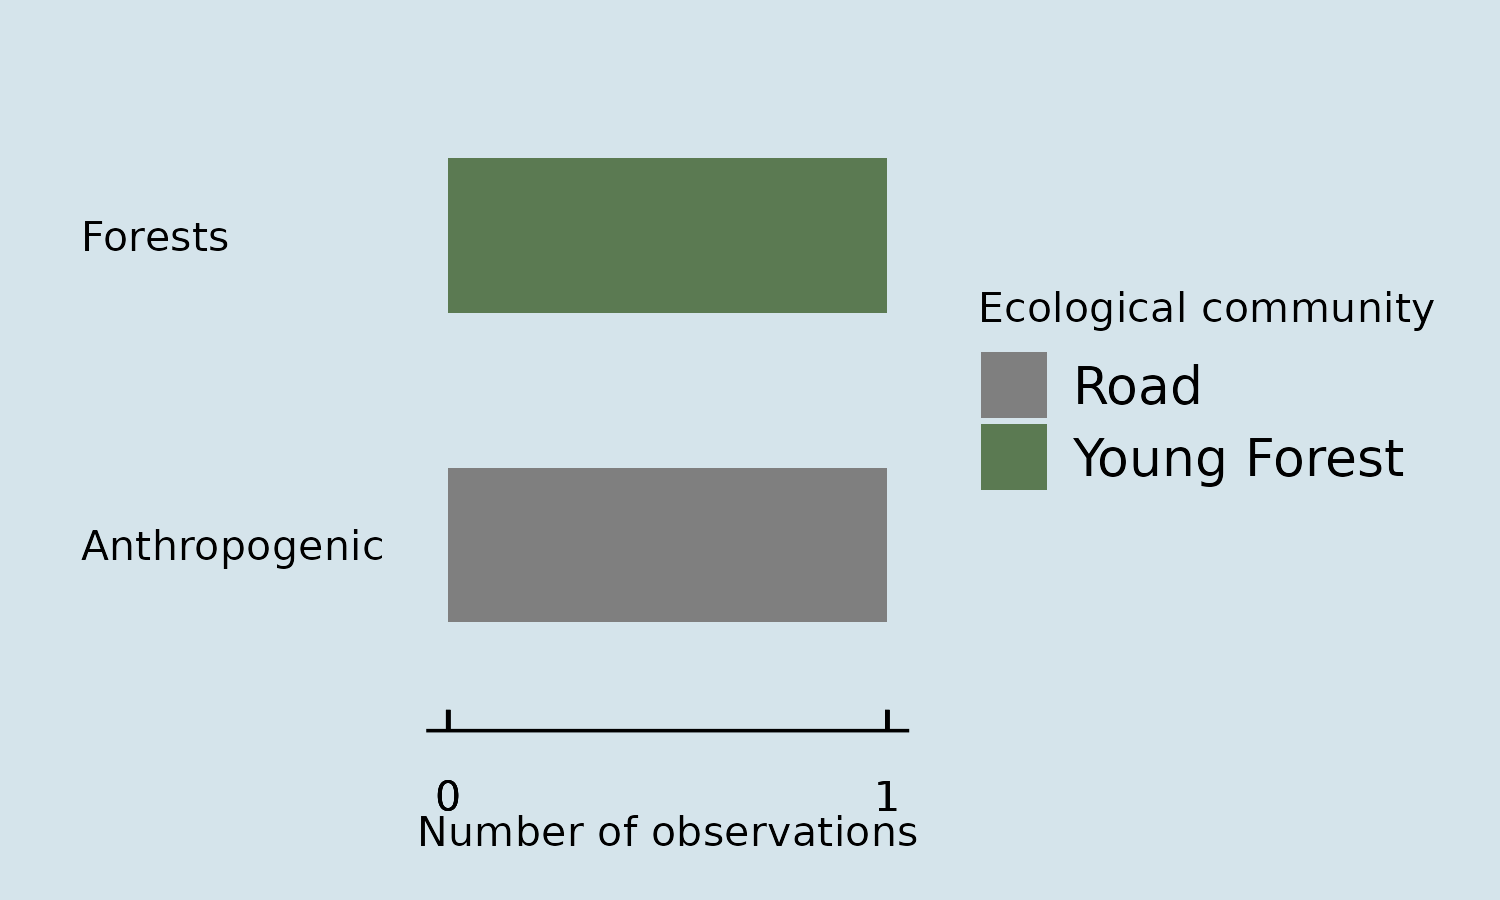 Forests
Anthropogenic
0 1
Number of observations
Ecological community
Road
Young Forest